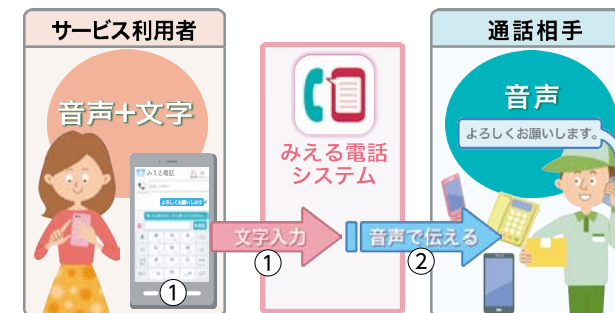 サービス利用者
音声+文字
みえる電話
よろしくお願いします
①
みえる電話
システム
文字入力
①
音声で伝える
②
通話相手
音声
よろしくお願いします。